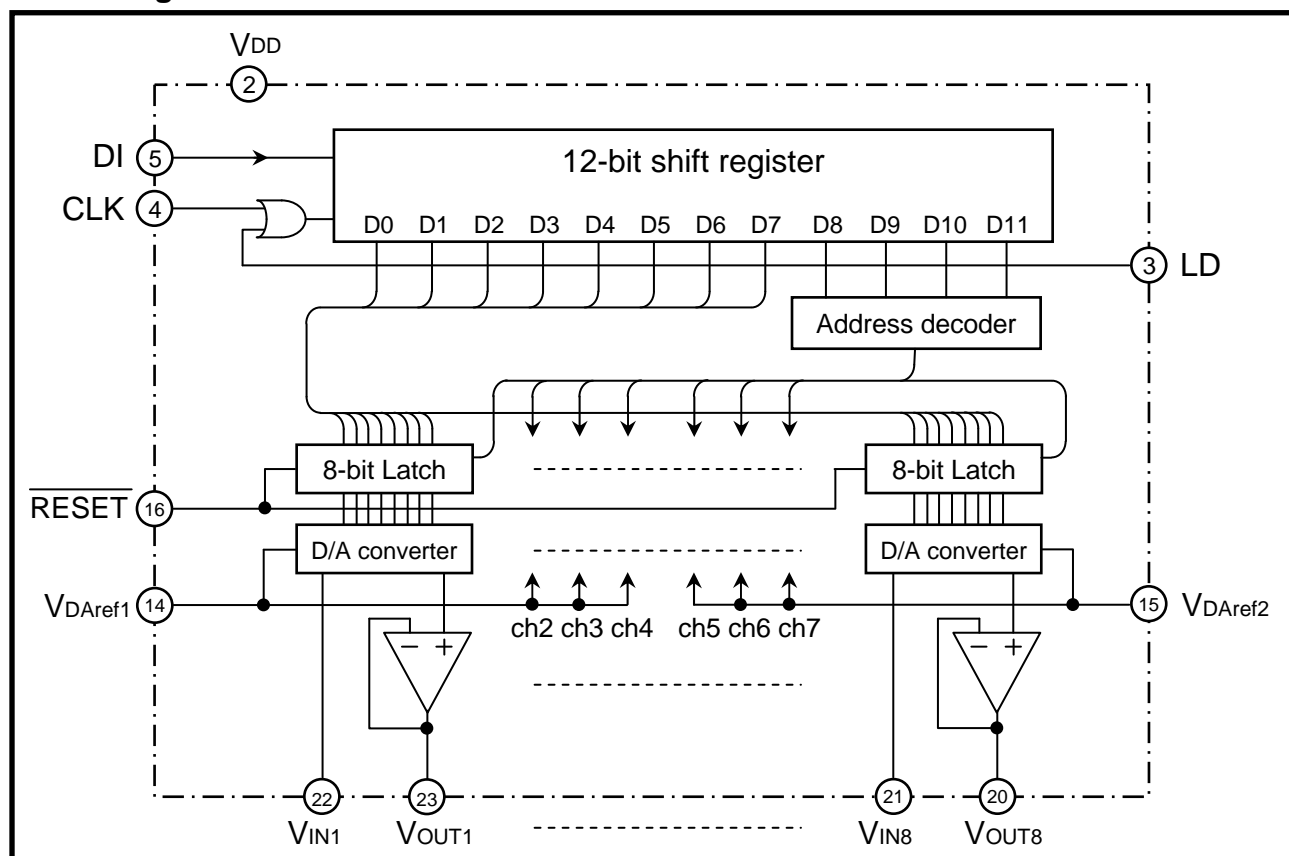 VDD
2
DI 5
12-bit shift register
CLK 4
D0 D1 D2 D3 D4 D5 D6 D7 D8 D9 D10 D11
3 LD
Address decoder
8-bit Latch 8-bit Latch
RESET 16
D/A converter D/A converter
VDAref1 14
15 VDAref2
ch2 ch3 ch4 ch5 ch6 ch7
− + − +
22 23 21 20
VIN1 VOUT1 VIN8 VOUT8